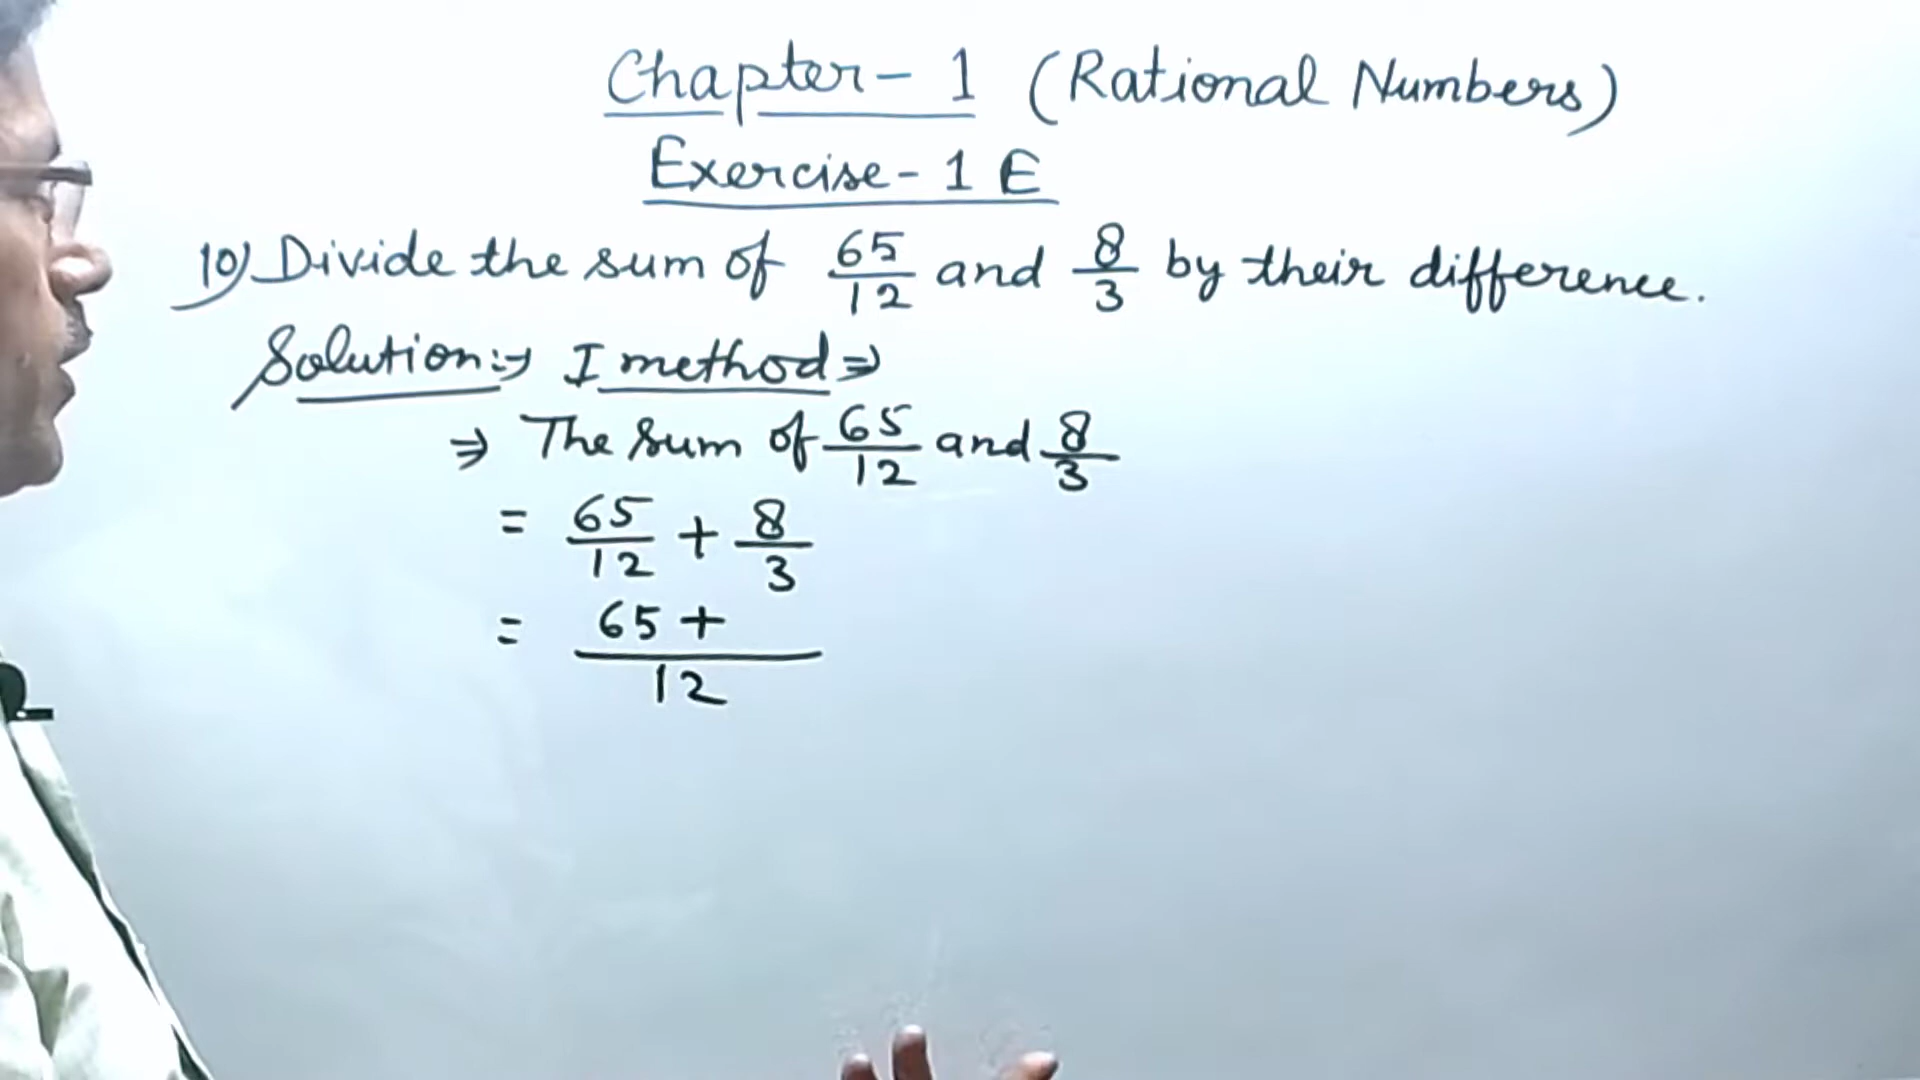 Chapter - 1 (Rational Numbers)
Exercise - 1 E
10) Divide the sum of 65/12 and 8/3 by their difference.
Solution:→ I method ⇒
⇒ The sum of 65/12 and 8/3
= 65/12 + 8/3
= 65 + / 12